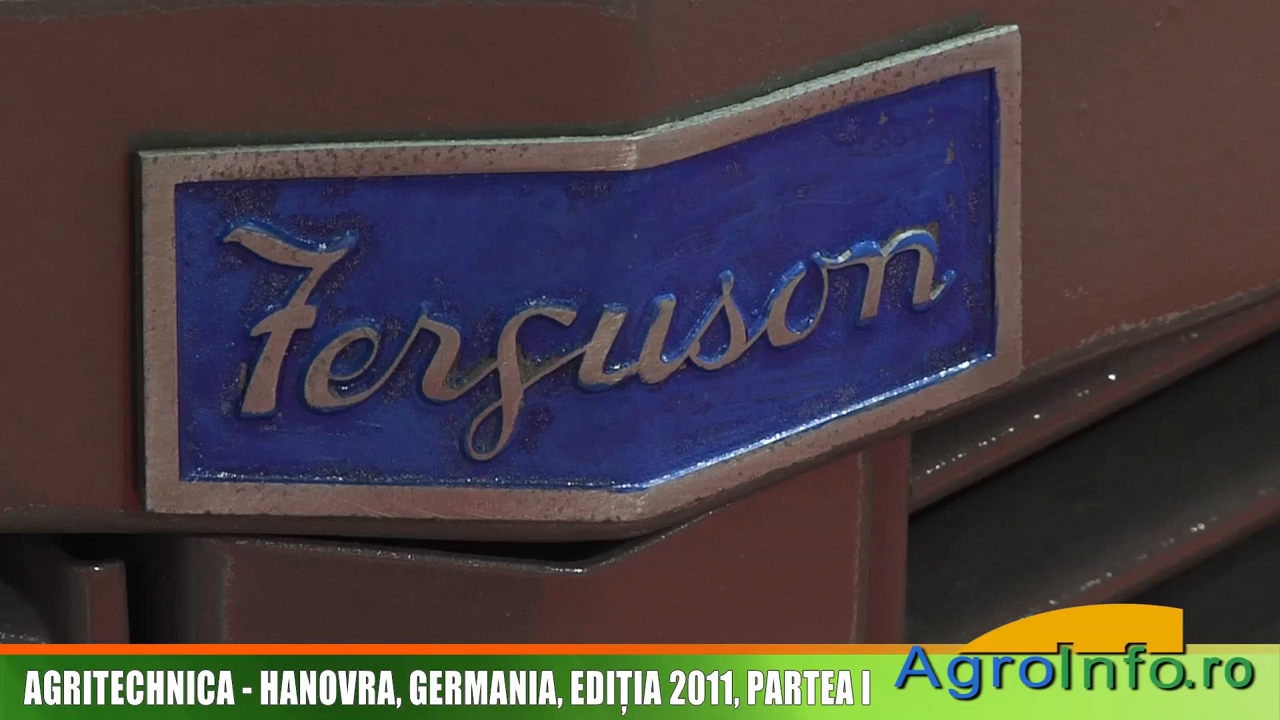 Ferguson
AGRITECHNICA - HANOVRA, GERMANIA, EDIȚIA 2011, PARTEA I
AgroInfo.ro